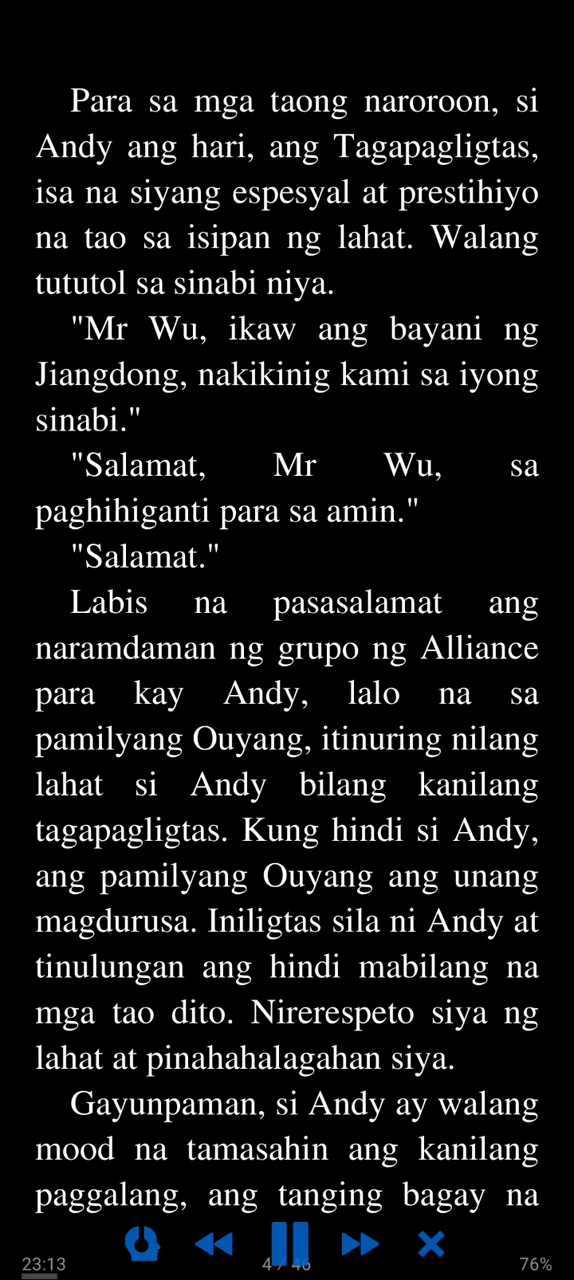 Para sa mga taong naroroon, si
Andy ang hari, ang Tagapagligtas,
isa na siyang espesyal at prestihiyo
na tao sa isipan ng lahat. Walang
tututol sa sinabi niya.
"Mr Wu, ikaw ang bayani ng
Jiangdong, nakikinig kami sa iyong
sinabi."
"Salamat, Mr Wu, sa
paghihiganti para sa amin."
"Salamat."
Labis na pasasalamat ang
naramdaman ng grupo ng Alliance
para kay Andy, lalo na sa
pamilyang Ouyang, itinuring nilang
lahat si Andy bilang kanilang
tagapagligtas. Kung hindi si Andy,
ang pamilyang Ouyang ang unang
magdurusa. Iniligtas sila ni Andy at
tinulungan ang hindi mabilang na
mga tao dito. Nirerespeto siya ng
lahat at pinahahalagahan siya.
Gayunpaman, si Andy ay walang
mood na tamasahin ang kanilang
paggalang, ang tanging bagay na
23:13 4 / 46 76%